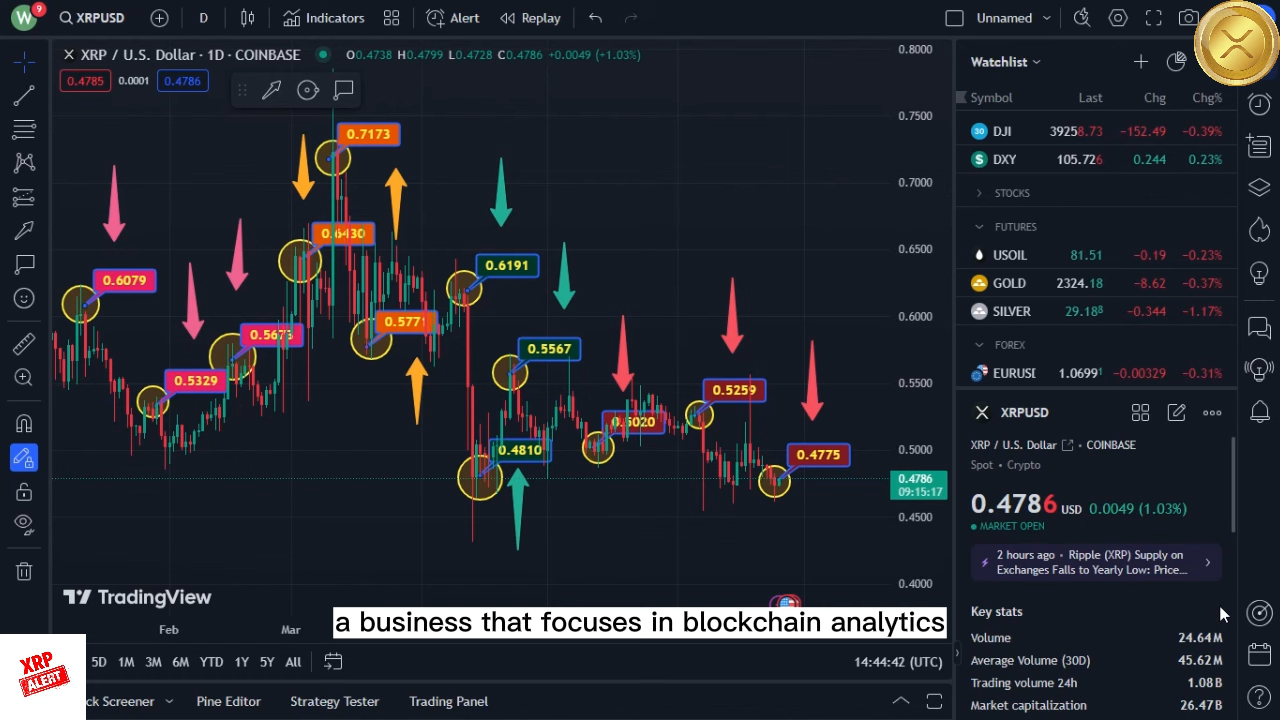 W 9 XRPUSD D Indicators Alert Replay Unnamed
XRP / U.S. Dollar · 1D · COINBASE O0.4738 H0.4799 L0.4728 C0.4786 +0.0049 (+1.03%)
0.4785 0.0001 0.4786
0.8000
0.7500
0.7000
0.6500
0.6000
0.5500
0.5000
0.4786
09:15:17
0.4500
0.4000
0.7173
0.6430
0.6191
0.6079
0.5771
0.5673
0.5567
0.5329
0.5259
0.5020
0.4810
0.4775
TradingView
Feb Mar
a business that focuses in blockchain analytics
XRP
ALERT
5D 1M 3M 6M YTD 1Y 5Y All 14:44:42 (UTC)
ck Screener Pine Editor Strategy Tester Trading Panel
Watchlist
Symbol Last Chg Chg%
30 DJI 39258.73 −152.49 −0.39%
$ DXY 105.726 0.244 0.23%
STOCKS
FUTURES
USOIL 81.51 −0.19 −0.23%
GOLD 2324.18 −8.62 −0.37%
SILVER 29.188 −0.344 −1.17%
FOREX
EURUSD 1.06991 −0.00329 −0.31%
XRPUSD
XRP / U.S. Dollar · COINBASE
Spot · Crypto
0.4786 USD 0.0049 (1.03%)
MARKET OPEN
2 hours ago · Ripple (XRP) Supply on
Exchanges Falls to Yearly Low: Price...
Key stats
Volume 24.64M
Average Volume (30D) 45.62M
Trading volume 24h 1.08B
Market capitalization 26.47B